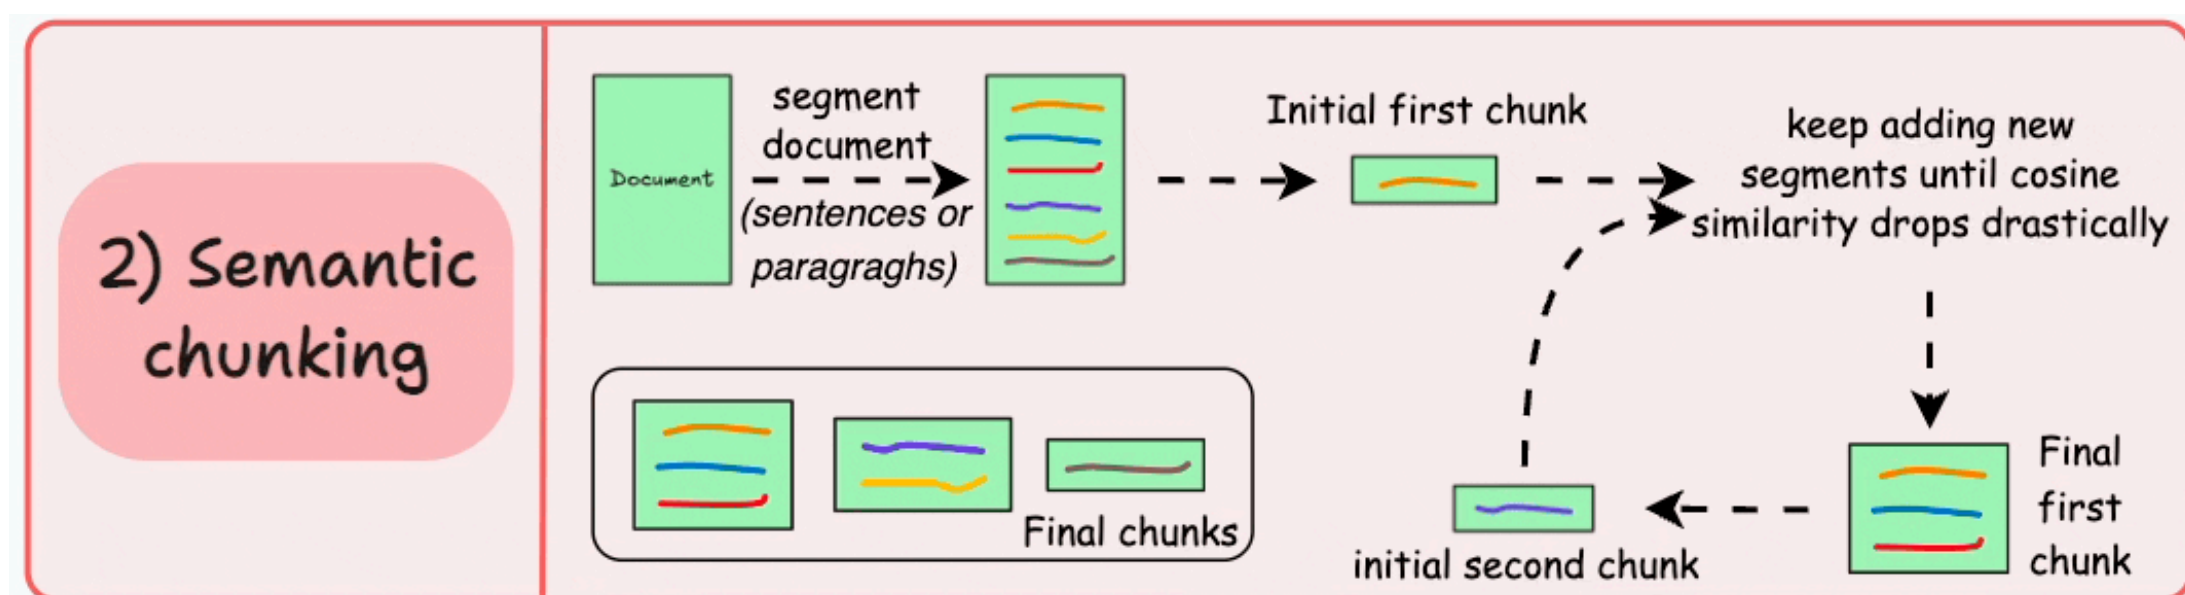 2) Semantic
chunking
Document
segment
document
(sentences or
paragraghs)
Initial first chunk
keep adding new
segments until cosine
similarity drops drastically
Final
first
chunk
initial second chunk
Final chunks